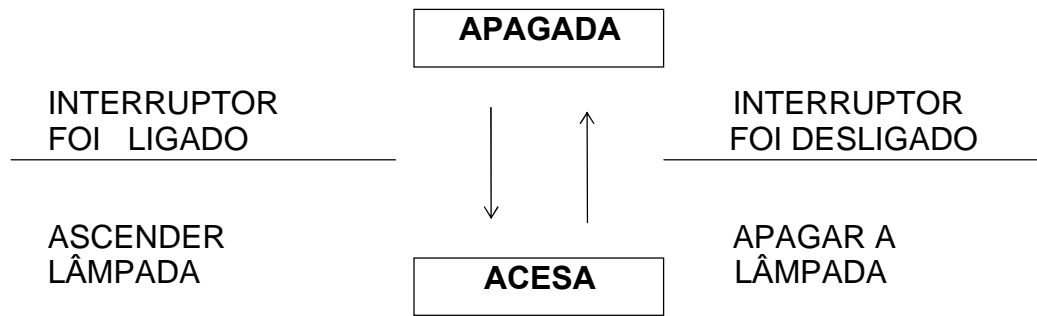 APAGADA
INTERRUPTOR
FOI LIGADO
INTERRUPTOR
FOI DESLIGADO
ASCENDER
LÂMPADA
APAGAR A
LÂMPADA
ACESA